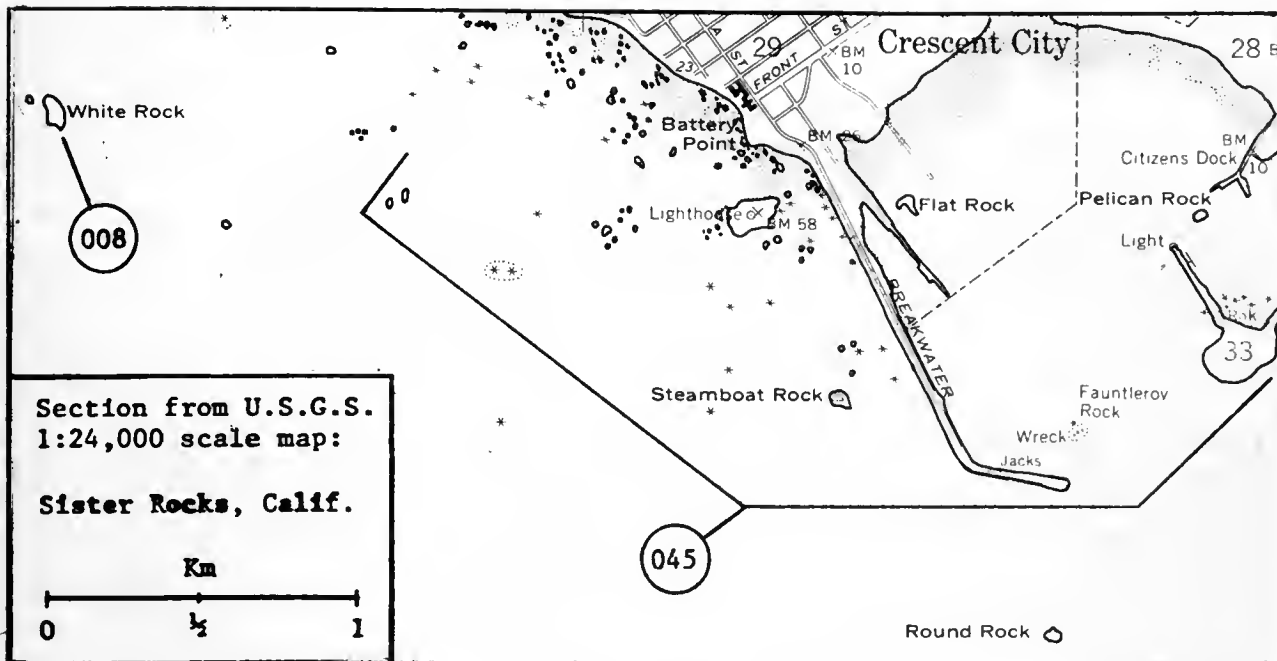 Crescent City
29
28
A
ST
FRONT
S
23
BM
10
White Rock
Battery
Point
BM
Citizens Dock
BM
10
008
Lighthouse
BM 58
Flat Rock
Pelican Rock
Light
BREAKWATER
33
Steamboat Rock
Fauntleroy
Rock
Wreck
Jacks
Section from U.S.G.S.
1:24,000 scale map:
Sister Rocks, Calif.
Km
0
½
1
045
Round Rock